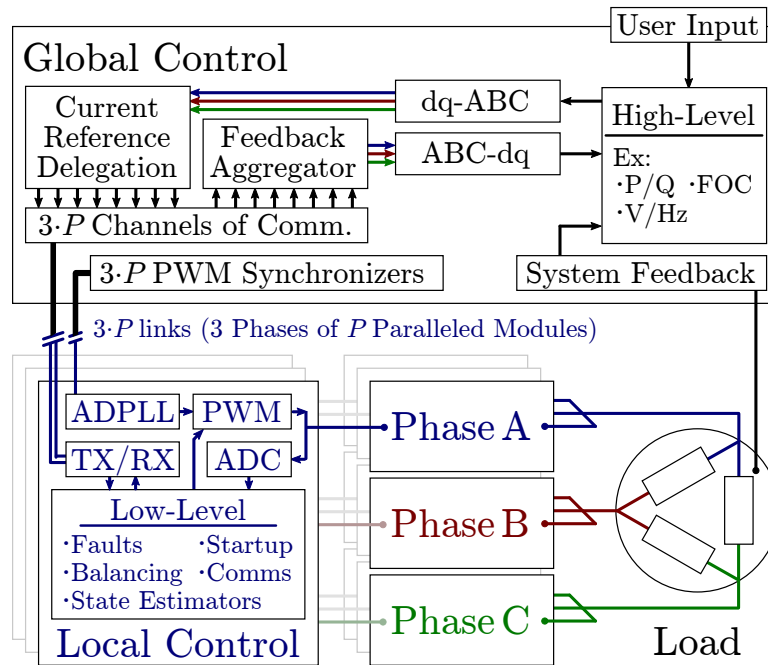 User Input
Global Control
Current
Reference
Delegation
Feedback
Aggregator
dq-ABC
ABC-dq
High-Level
Ex:
·P/Q ·FOC
·V/Hz
3·P Channels of Comm.
3·P PWM Synchronizers
System Feedback
3·P links (3 Phases of P Paralleled Modules)
ADPLL
PWM
TX/RX
ADC
Low-Level
·Faults ·Startup
·Balancing ·Comms
·State Estimators
Local Control
Phase A
Phase B
Phase C
Load